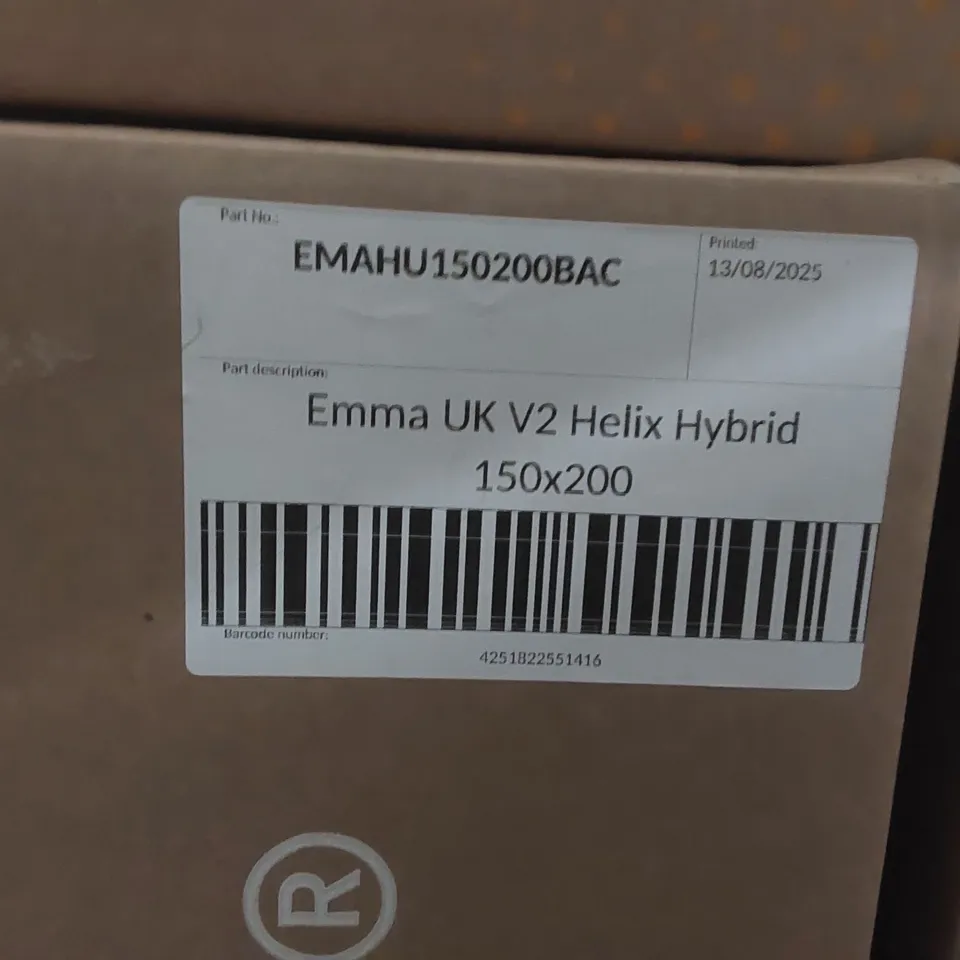 Part No.:
EMAHU150200BAC
Printed:
13/08/2025
Part description:
Emma UK V2 Helix Hybrid
150x200
Barcode number:
4251822551416
®